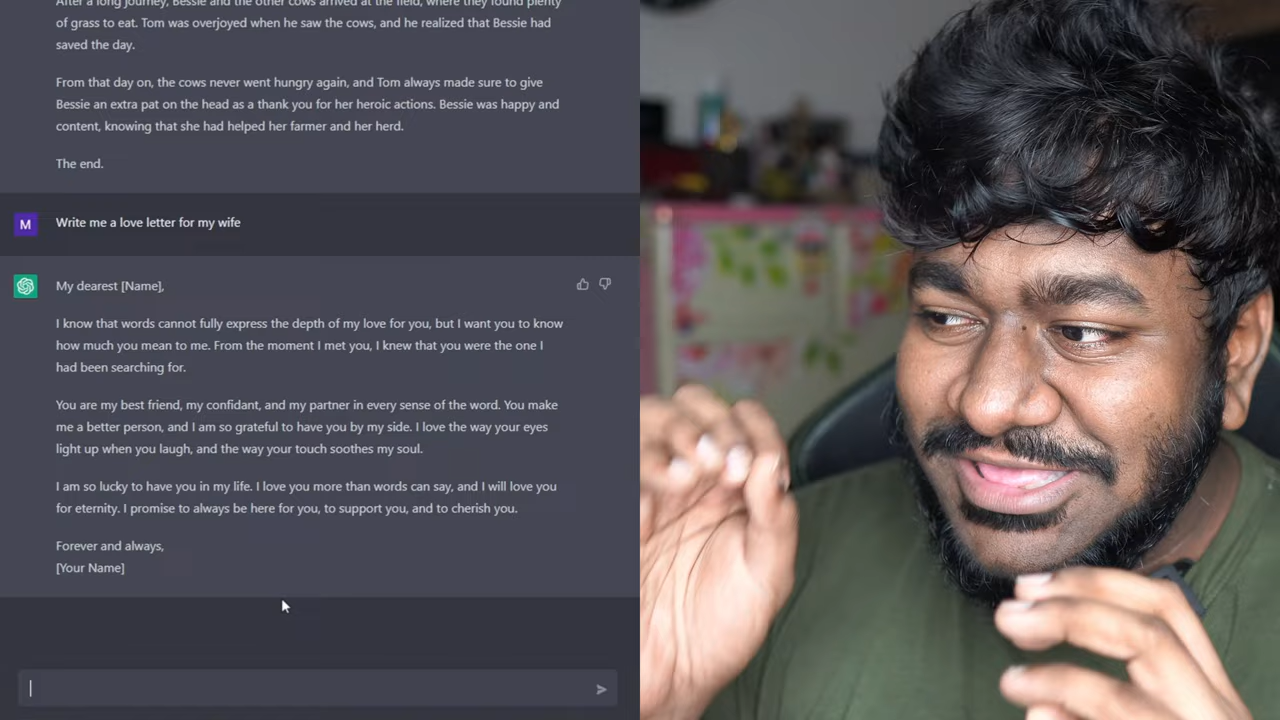 After a long journey, Bessie and the other cows arrived at the field, where they found plenty
of grass to eat. Tom was overjoyed when he saw the cows, and he realized that Bessie had
saved the day.
From that day on, the cows never went hungry again, and Tom always made sure to give
Bessie an extra pat on the head as a thank you for her heroic actions. Bessie was happy and
content, knowing that she had helped her farmer and her herd.
The end.
M
Write me a love letter for my wife
My dearest [Name],
I know that words cannot fully express the depth of my love for you, but I want you to know
how much you mean to me. From the moment I met you, I knew that you were the one I
had been searching for.
You are my best friend, my confidant, and my partner in every sense of the word. You make
me a better person, and I am so grateful to have you by my side. I love the way your eyes
light up when you laugh, and the way your touch soothes my soul.
I am so lucky to have you in my life. I love you more than words can say, and I will love you
for eternity. I promise to always be here for you, to support you, and to cherish you.
Forever and always,
[Your Name]